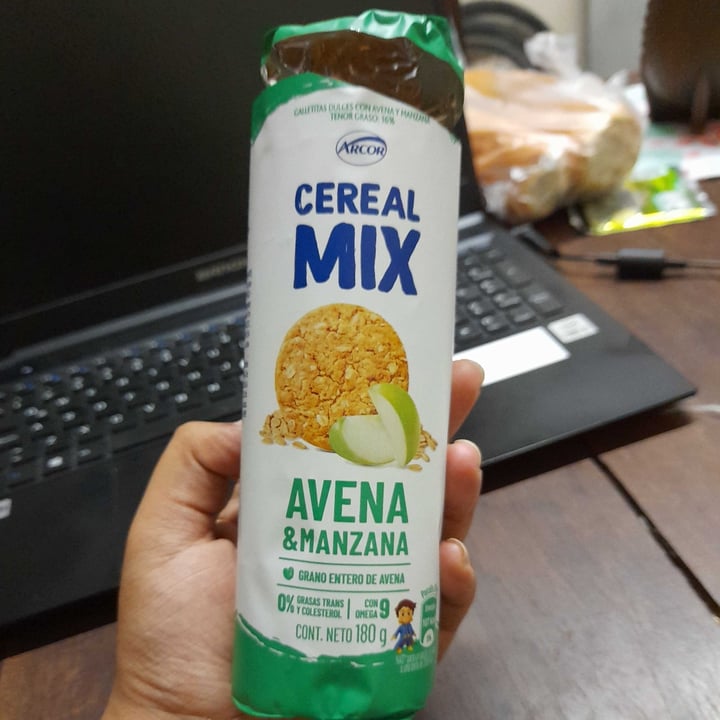 GALLETITAS DULCES CON AVENA Y MANZANA
TENOR GRASO: 16%
ARCOR
CEREAL
MIX
AVENA
&MANZANA
GRANO ENTERO DE AVENA
0% GRASAS TRANS
Y COLESTEROL
CON
OMEGA 9
CONT. NETO 180 g